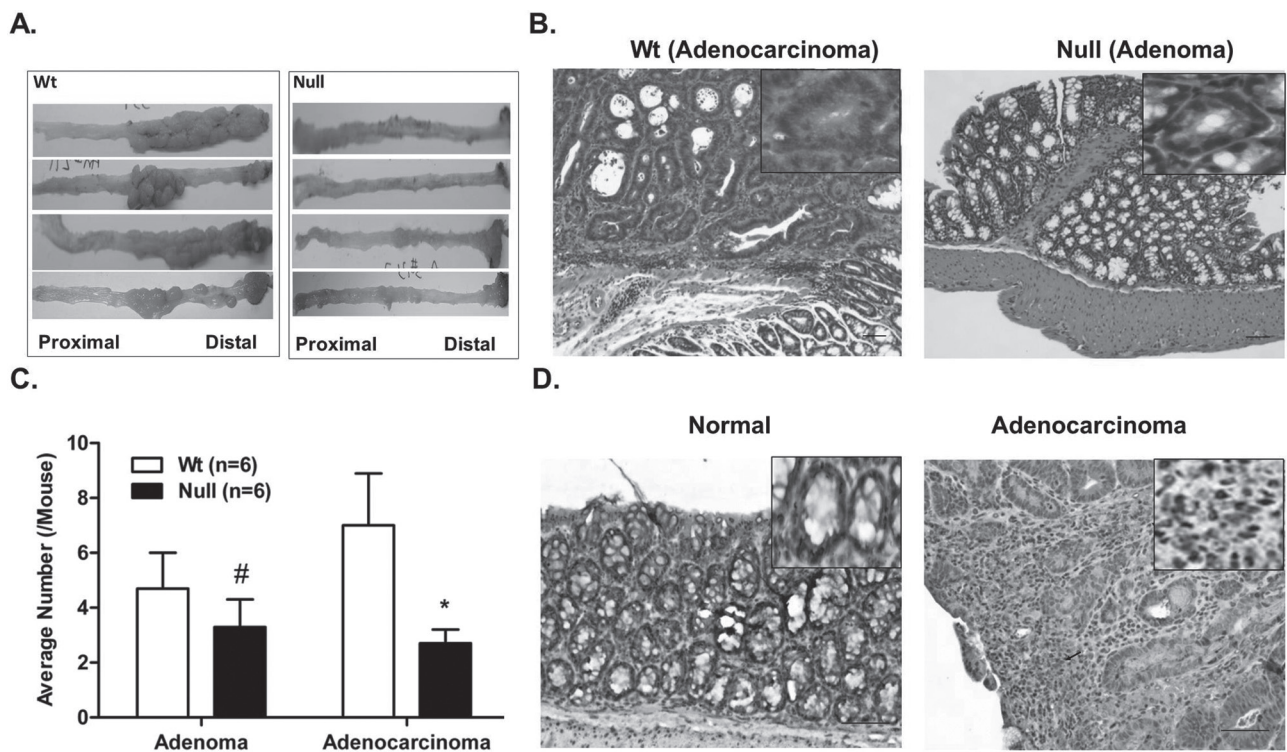 A.
Wt
Null
Proximal Distal
Proximal Distal
B.
Wt (Adenocarcinoma)
Null (Adenoma)
C.
Average Number (/Mouse)
10
8
6
4
2
0
Wt (n=6)
Null (n=6)
#
*
Adenoma
Adenocarcinoma
D.
Normal
Adenocarcinoma